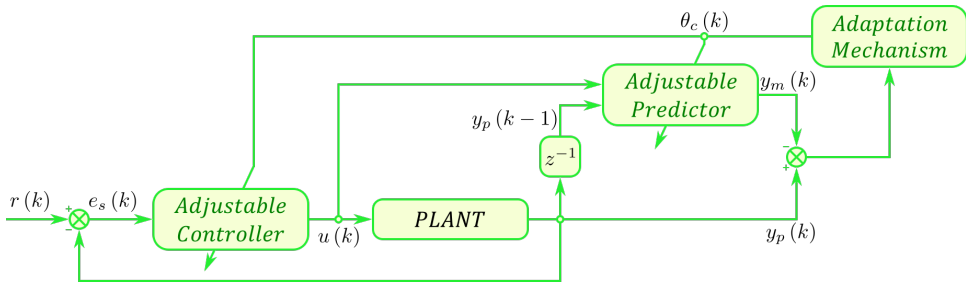 θ_c (k)
Adaptation
Mechanism
Adjustable
Predictor
y_m (k)
y_p (k−1)
z⁻¹
− +
r (k)
+ −
e_s (k)
Adjustable
Controller
u (k)
PLANT
y_p (k)